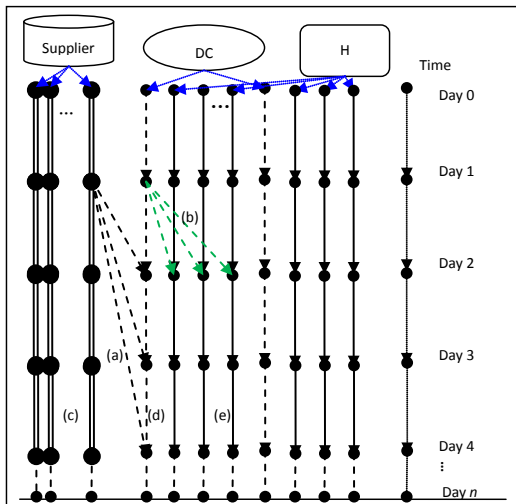 Supplier
DC
H
Time
...
...
Day 0
Day 1
(b)
Day 2
(a)
Day 3
(c)
(d)
(e)
Day 4
...
Day n